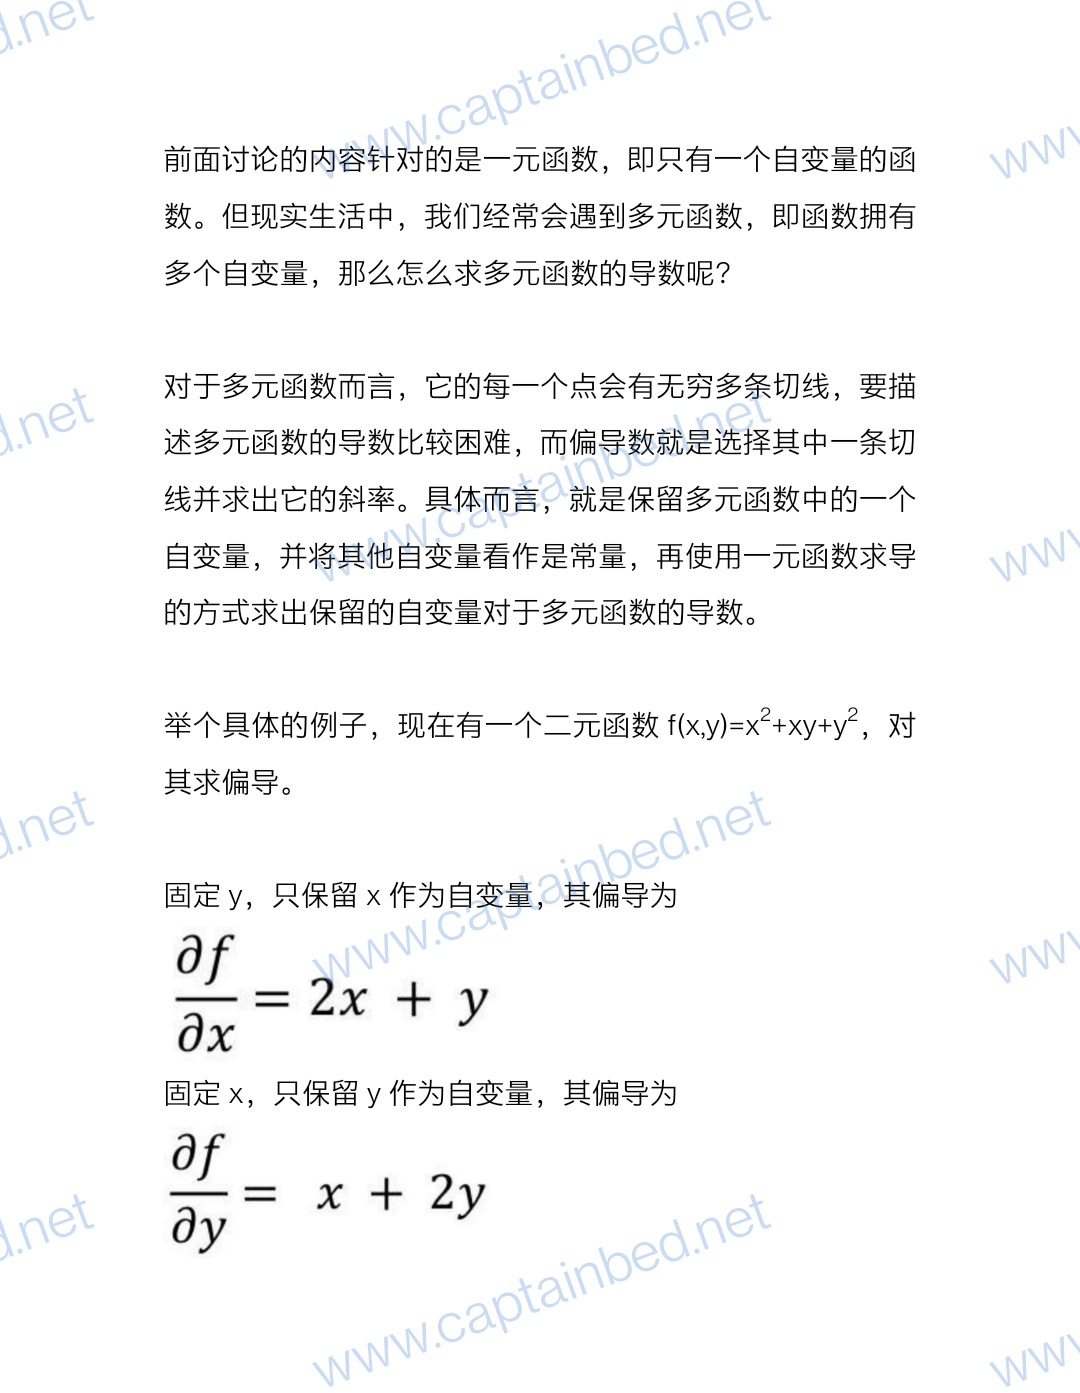 前面讨论的内容针对的是一元函数，即只有一个自变量的函
数。但现实生活中，我们经常会遇到多元函数，即函数拥有
多个自变量，那么怎么求多元函数的导数呢？
对于多元函数而言，它的每一个点会有无穷多条切线，要描
述多元函数的导数比较困难，而偏导数就是选择其中一条切
线并求出它的斜率。具体而言，就是保留多元函数中的一个
自变量，并将其他自变量看作是常量，再使用一元函数求导
的方式求出保留的自变量对于多元函数的导数。
举个具体的例子，现在有一个二元函数 f(x,y)=x²+xy+y²，对
其求偏导。
固定 y，只保留 x 作为自变量，其偏导为
∂f/∂x = 2x + y
固定 x，只保留 y 作为自变量，其偏导为
∂f/∂y = x + 2y
www.captainbed.net
www.captainbed.net
www.captainbed.net
www.captainbed.net
d.net
d.net
d.net
d.net
www
www
www
www